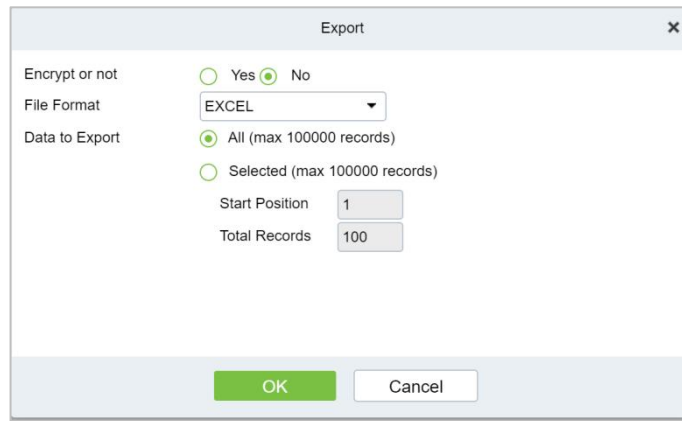 Export
Encrypt or not Yes No
File Format EXCEL
Data to Export All (max 100000 records)
Selected (max 100000 records)
Start Position 1
Total Records 100
OK Cancel